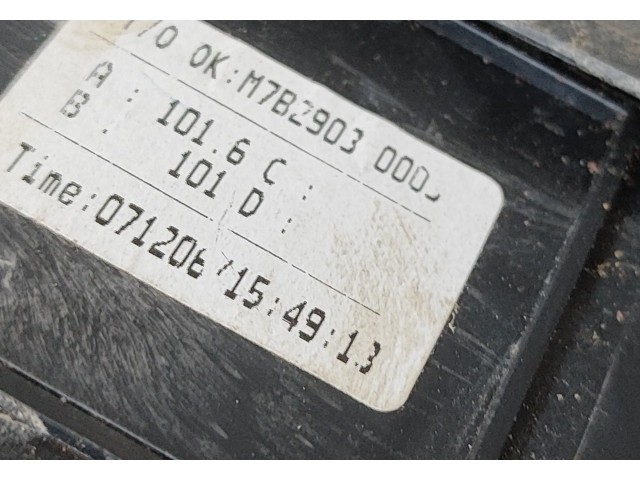 /O OK:M7B2903 000
A : 101.6 C :
B : 101 D :
Time:071206/15:49:13